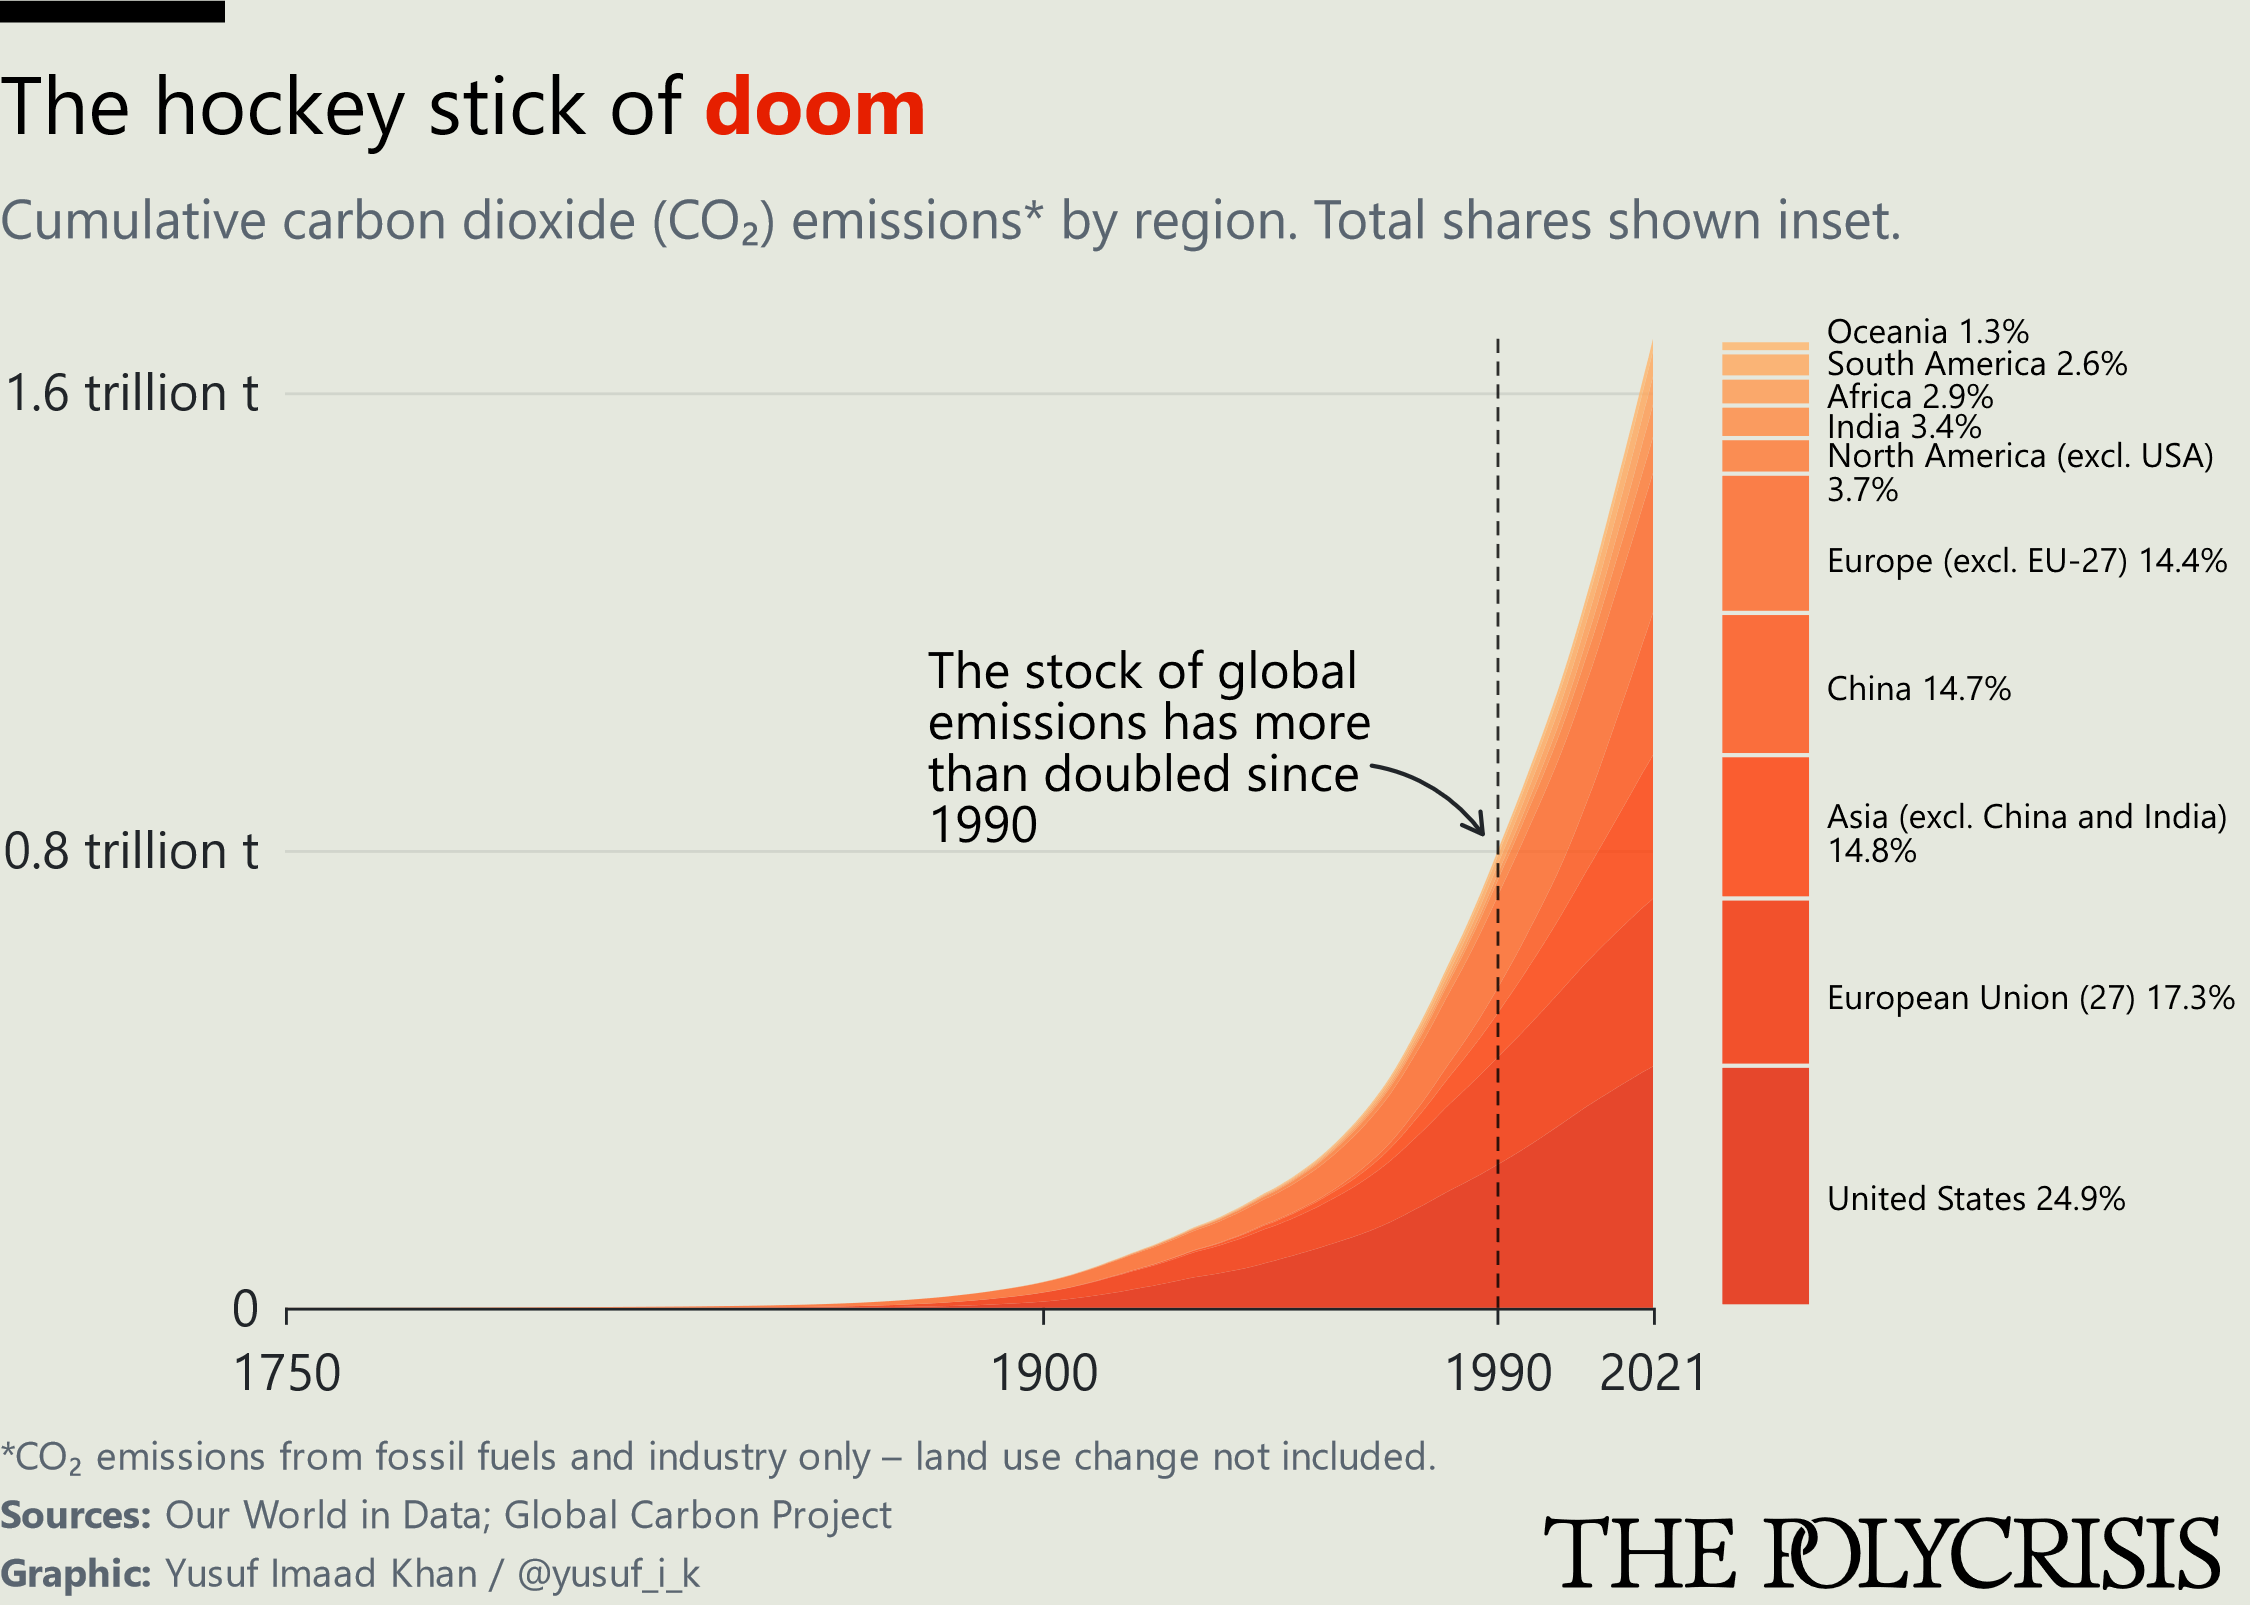 The hockey stick of doom
Cumulative carbon dioxide (CO₂) emissions* by region. Total shares shown inset.
1.6 trillion t
0.8 trillion t
0
The stock of global
emissions has more
than doubled since
1990
Oceania 1.3%
South America 2.6%
Africa 2.9%
India 3.4%
North America (excl. USA)
3.7%
Europe (excl. EU-27) 14.4%
China 14.7%
Asia (excl. China and India)
14.8%
European Union (27) 17.3%
United States 24.9%
1750 1900 1990 2021
*CO₂ emissions from fossil fuels and industry only – land use change not included.
Sources: Our World in Data; Global Carbon Project
Graphic: Yusuf Imaad Khan / @yusuf_i_k
THE POLYCRISIS